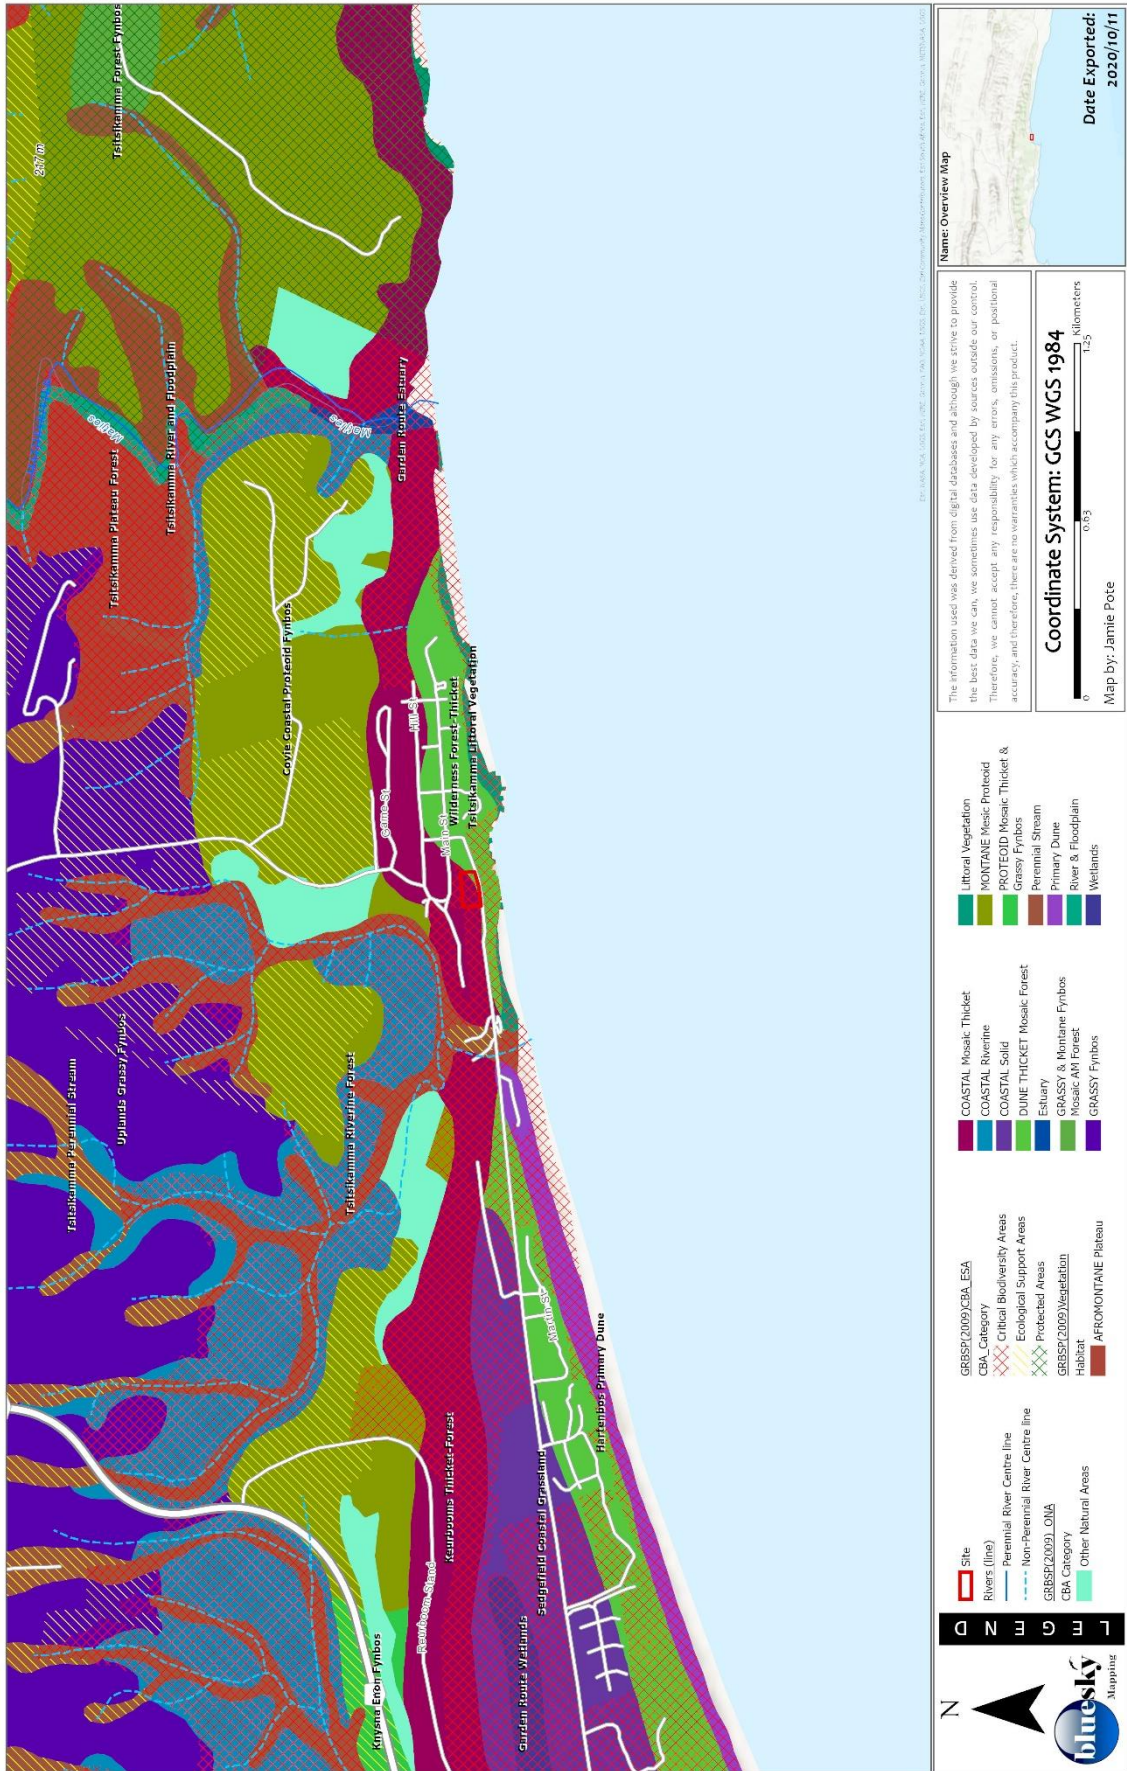 Tsitsikamma Perennial Stream
Uplands Grassy Fynbos
Tsitsikamma Plateau Forest
Moitjies
Tsitsikamma River and Floodplain
Tsitsikamma Forest Fynbos
217 m
Covie Coastal Proteoid Fynbos
Tsitsikamma Riverine Forest
Knysna Enon Fynbos
Keurboom-Strand
Keurbooms Thicket-Forest
Game-St
Hill-St
Main-St
Garden Route Estuary
Wilderness Forest-Thicket
Tsitsikamma Littoral Vegetation
Garden Route Wetlands
Sedgefield Coastal Grassland
Martin-St
Hartenbos Primary Dune
N
bluesky
Mapping
LEGEND
Site
Rivers (line)
Perennial River Centre line
Non-Perennial River Centre line
GRBSP(2009)_ONA
CBA Category
Other Natural Areas
GRBSP(2009)CBA_ESA
CBA_Category
Critical Biodiversity Areas
Ecological Support Areas
Protected Areas
GRBSP(2009)Vegetation
Habitat
AFROMONTANE Plateau
COASTAL Mosaic Thicket
COASTAL Riverine
COASTAL Solid
DUNE THICKET Mosaic Forest
Estuary
GRASSY & Montane Fynbos
Mosaic AM Forest
GRASSY Fynbos
Littoral Vegetation
MONTANE Mesic Proteoid
PROTEOID Mosaic Thicket &
Grassy Fynbos
Perennial Stream
Primary Dune
River & Floodplain
Wetlands
The information used was derived from digital databases and although we strive to provide
the best data we can, we sometimes use data developed by sources outside our control.
Therefore, we cannot accept any responsibility for any errors, omissions, or positional
accuracy, and therefore, there are no warranties which accompany this product.
Coordinate System: GCS WGS 1984
0 0.63 1.25
Kilometers
Map by: Jamie Pote
Name: Overview Map
Date Exported:
2020/10/11